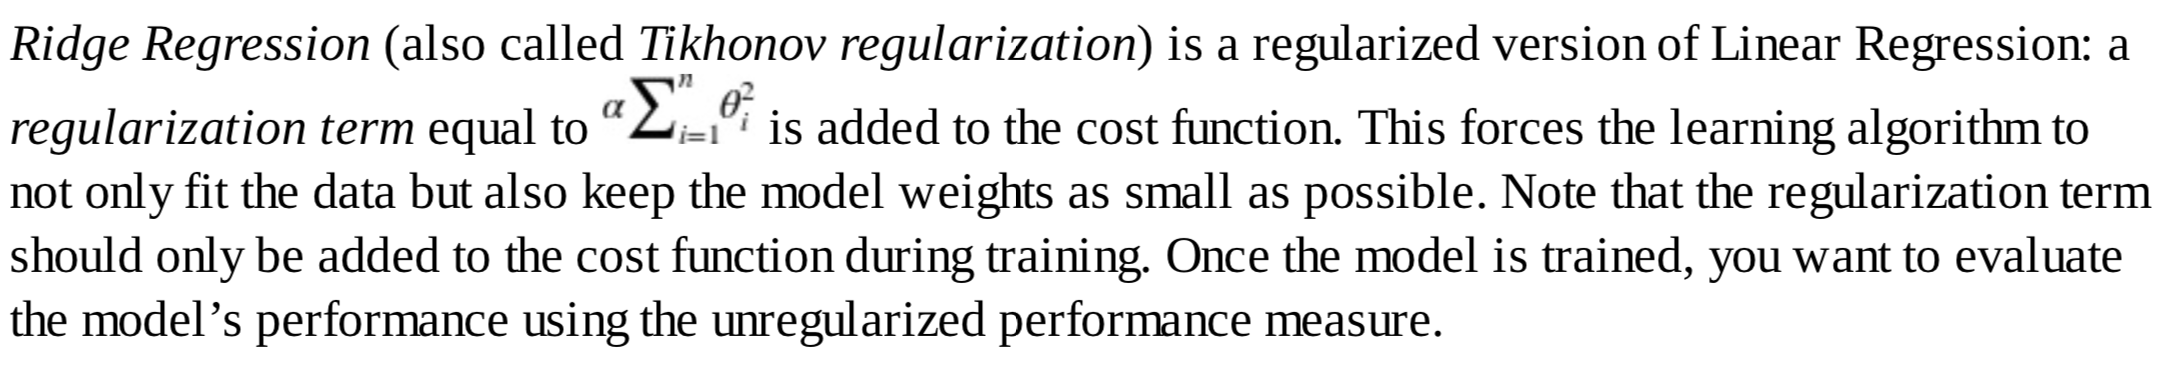 Ridge Regression (also called Tikhonov regularization) is a regularized version of Linear Regression: a
regularization term equal to α∑ⁿᵢ₌₁ θᵢ² is added to the cost function. This forces the learning algorithm to
not only fit the data but also keep the model weights as small as possible. Note that the regularization term
should only be added to the cost function during training. Once the model is trained, you want to evaluate
the model’s performance using the unregularized performance measure.